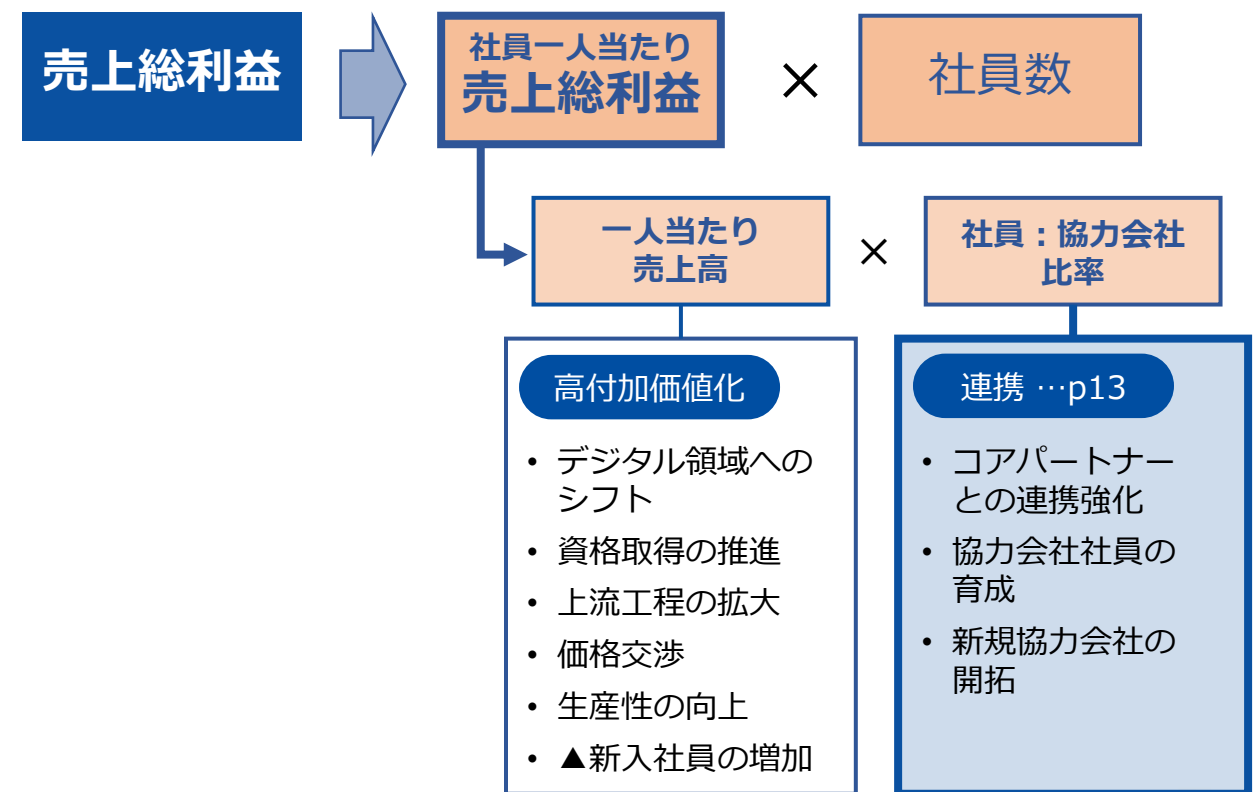 売上総利益
社員一人当たり
売上総利益
×
社員数
一人当たり
売上高
×
社員：協力会社
比率
高付加価値化
• デジタル領域への
シフト
• 資格取得の推進
• 上流工程の拡大
• 価格交渉
• 生産性の向上
• ▲新入社員の増加
連携 …p13
• コアパートナー
との連携強化
• 協力会社社員の
育成
• 新規協力会社の
開拓